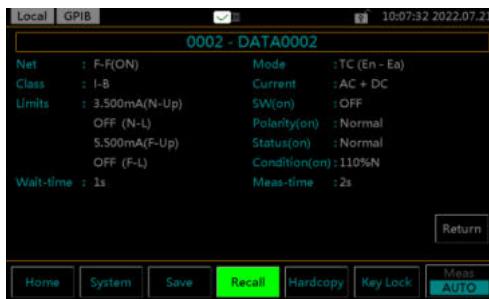 Local GPIB 10:07:32 2022.07.21
0002 - DATA0002
Net : F-F(ON) Mode : TC (En - Ea)
Class : I-B Current : AC + DC
Limits : 3.500mA(N-Up) SW(on) : OFF
OFF (N-L) Polarity(on) : Normal
5.500mA(F-Up) Status(on) : Normal
OFF (F-L) Condition(on) : 110%N
Wait-time : 1s Meas-time : 2s
Return
Home System Save Recall Hardcopy Key Lock Meas
AUTO